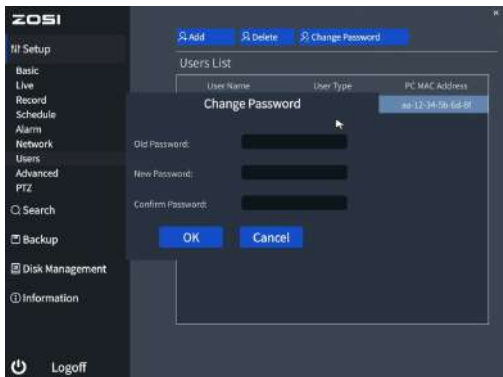 ZOSI
Setup
Basic
Live
Record
Schedule
Alarm
Network
Users
Advanced
PTZ
Search
Backup
Disk Management
Information
Logoff
Add
Delete
Change Password
Users List
User Name
User Type
PC MAC Address
Change Password
Old Password:
New Password:
Confirm Password:
OK
Cancel